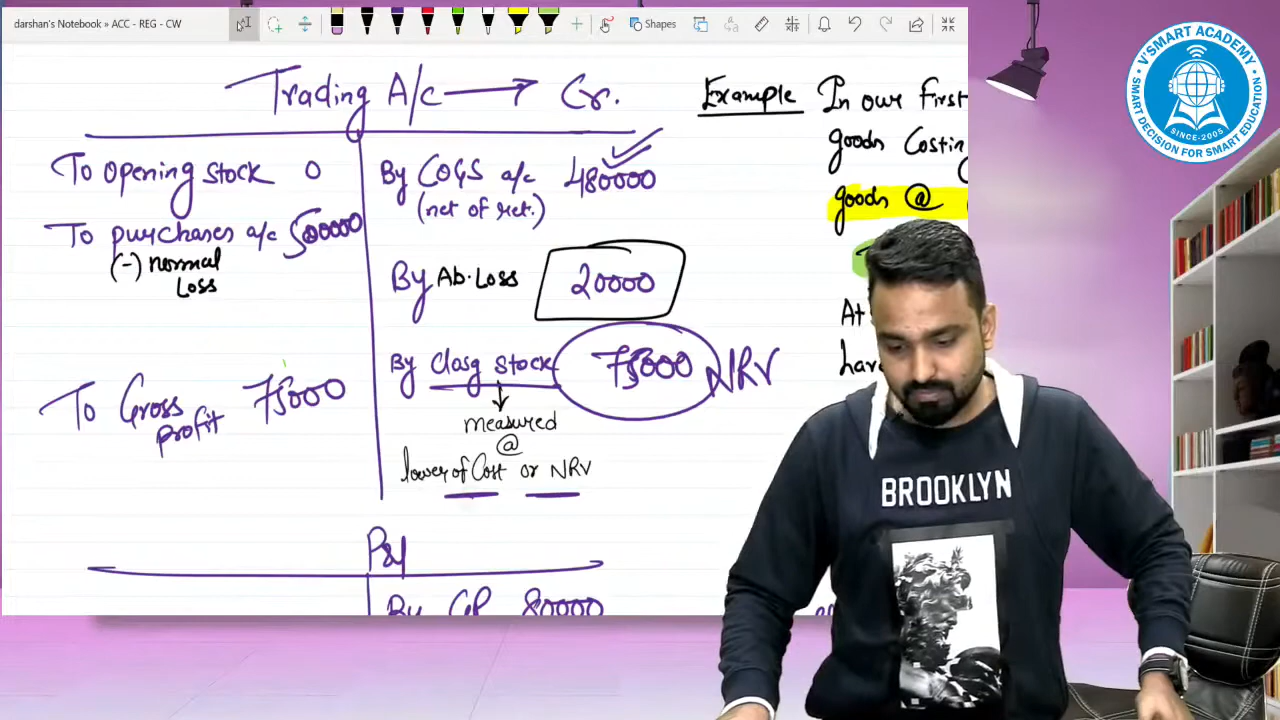 darshan's Notebook » ACC - REG - CW
Shapes
Trading A/c → Cr.
To opening stock 0
By COGS a/c 480000
(net of ret.)
To purchases a/c 500000
(-) normal
Loss
By Ab. Loss 20000
By closg stock 75000 NRV
To Gross
profit 75000
measured
@
lower of Cost or NRV
P&l
By GP 80000
Example In our First
goods Costing
goods @
At
hav
BROOKLYN
V'SMART ACADEMY
SINCE-2005
SMART DECISION FOR SMART EDUCATION